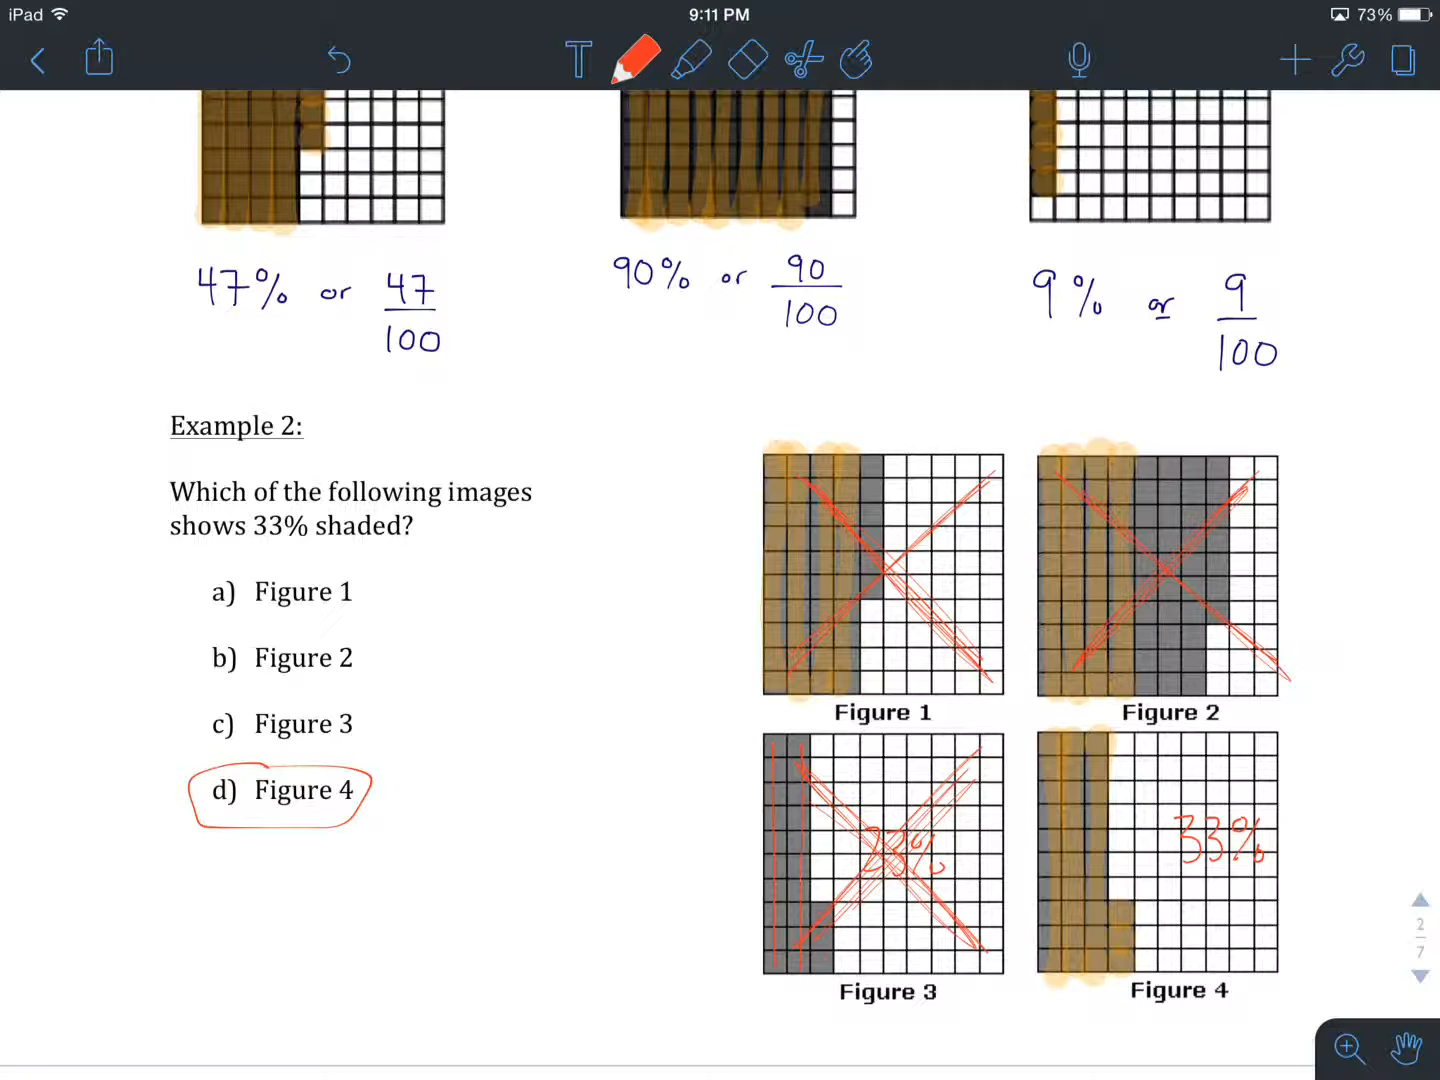 iPad 9:11 PM 73%
T
47% or 47/100
90% or 90/100
9% or 9/100
Example 2:
Which of the following images
shows 33% shaded?
a) Figure 1
b) Figure 2
c) Figure 3
d) Figure 4
Figure 1
Figure 2
23%
33%
Figure 3
Figure 4
2
7